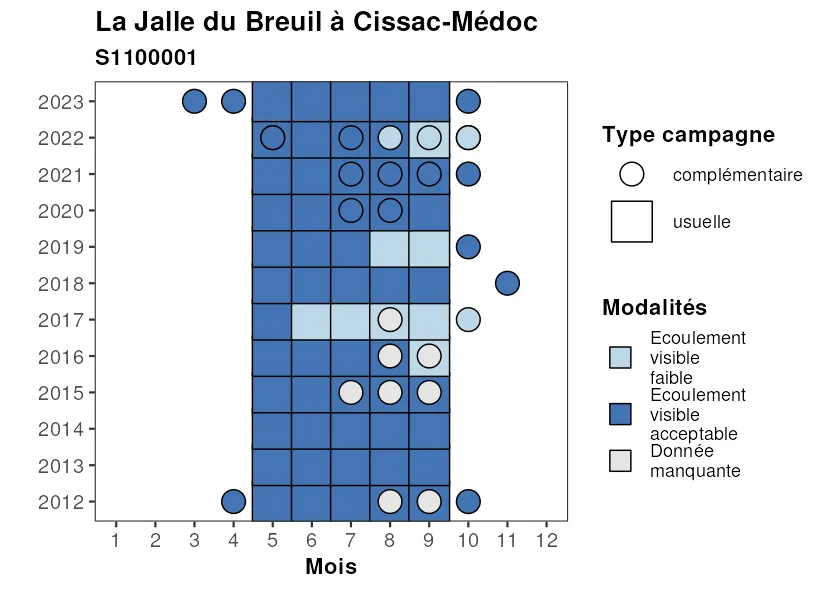 La Jalle du Breuil à Cissac-Médoc
S1100001
2023
2022
2021
2020
2019
2018
2017
2016
2015
2014
2013
2012
1 2 3 4 5 6 7 8 9 10 11 12
Mois
Type campagne
complémentaire
usuelle
Modalités
Ecoulement
visible
faible
Ecoulement
visible
acceptable
Donnée
manquante